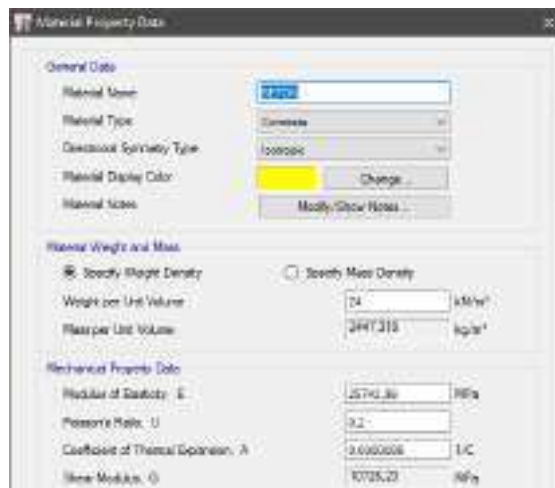 Material Property Data
General Data
Material Name
Material Type Concrete
Directional Symmetry Type Isotropic
Material Display Color Change...
Material Notes Modify/Show Notes...
Material Weight and Mass
Specify Weight Density Specify Mass Density
Weight per Unit Volume 24 kN/m³
Mass per Unit Volume kg/m³
Mechanical Property Data
Modulus of Elasticity, E MPa
Poisson's Ratio, U 0,2
Coefficient of Thermal Expansion, A 1/C
Shear Modulus, G MPa